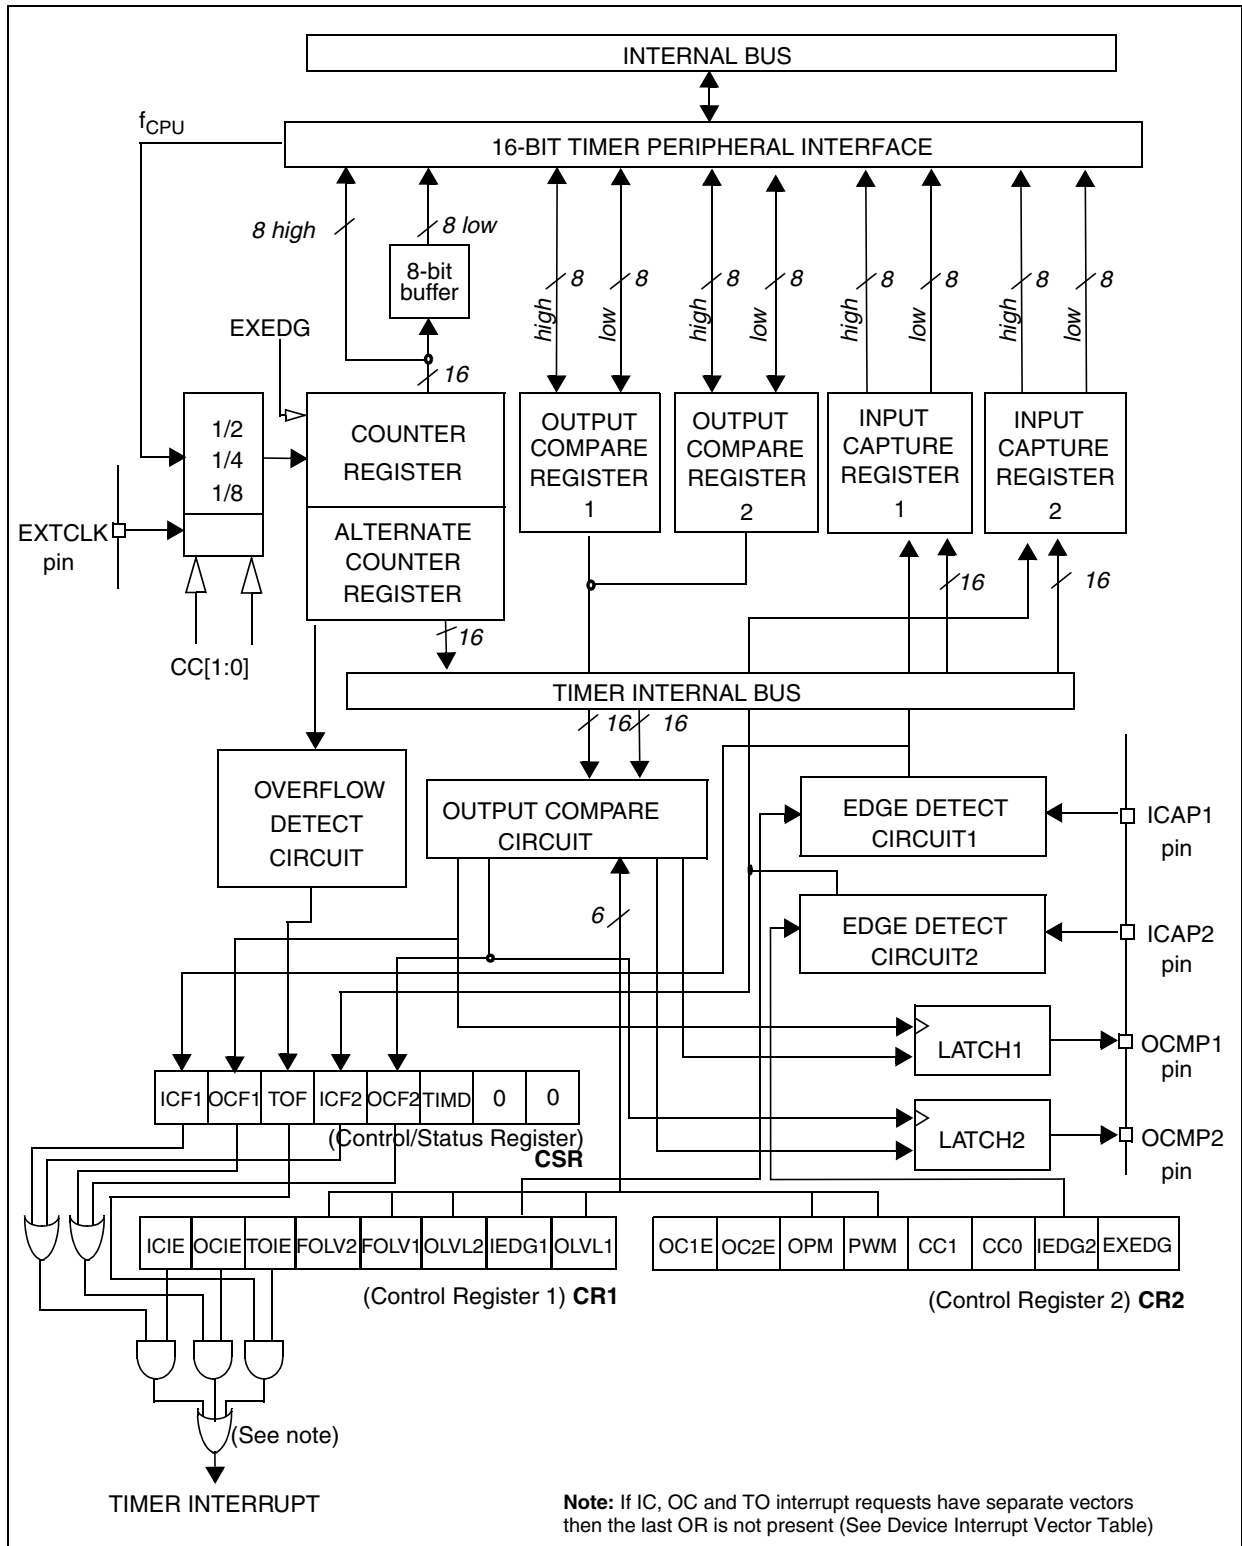 INTERNAL BUS
fCPU
16-BIT TIMER PERIPHERAL INTERFACE
8 high
8 low
8-bit
buffer
EXEDG
16
high
8
low
8
high
8
low
8
high
8
low
8
high
8
low
8
1/2
1/4
1/8
COUNTER
REGISTER
ALTERNATE
COUNTER
REGISTER
OUTPUT
COMPARE
REGISTER
1
OUTPUT
COMPARE
REGISTER
2
INPUT
CAPTURE
REGISTER
1
INPUT
CAPTURE
REGISTER
2
EXTCLK
pin
CC[1:0]
16
16
16
TIMER INTERNAL BUS
16
16
OVERFLOW
DETECT
CIRCUIT
OUTPUT COMPARE
CIRCUIT
6
EDGE DETECT
CIRCUIT1
ICAP1
pin
EDGE DETECT
CIRCUIT2
ICAP2
pin
LATCH1
OCMP1
pin
LATCH2
OCMP2
pin
ICF1 OCF1 TOF ICF2 OCF2 TIMD 0 0
(Control/Status Register)
CSR
ICIE OCIE TOIE FOLV2 FOLV1 OLVL2 IEDG1 OLVL1
(Control Register 1) CR1
OC1E OC2E OPM PWM CC1 CC0 IEDG2 EXEDG
(Control Register 2) CR2
(See note)
TIMER INTERRUPT
Note: If IC, OC and TO interrupt requests have separate vectors
then the last OR is not present (See Device Interrupt Vector Table)